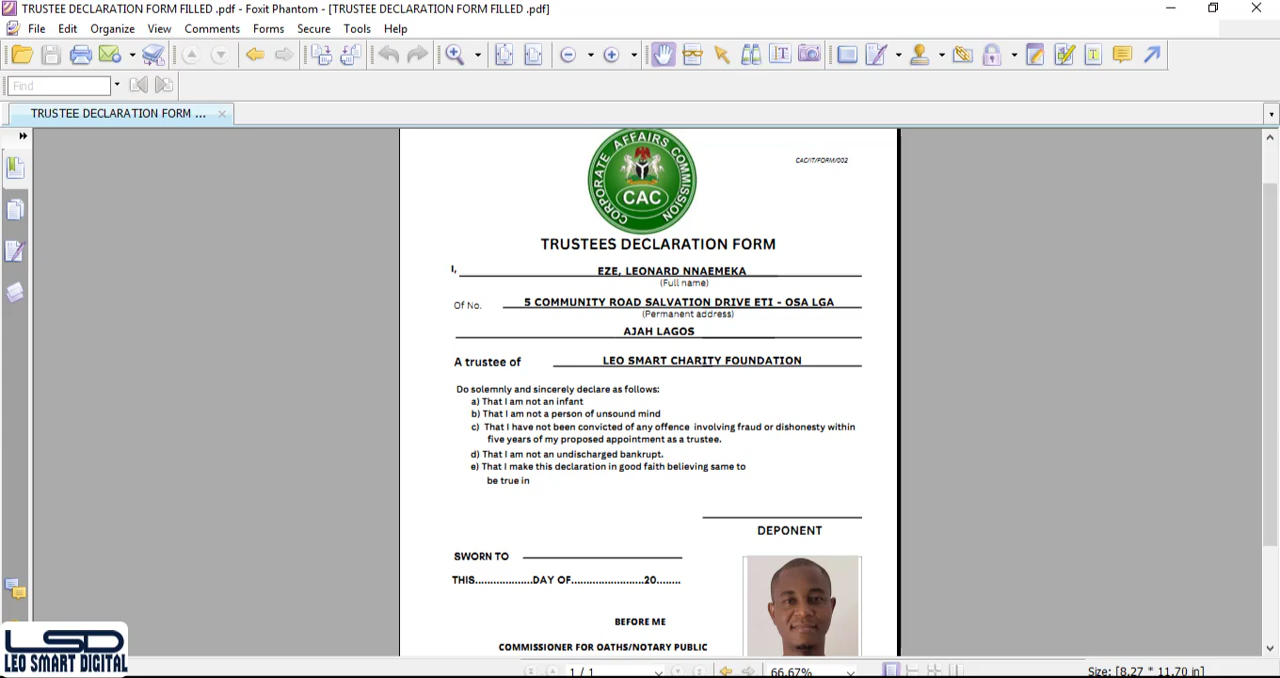 TRUSTEE DECLARATION FORM FILLED .pdf - Foxit Phantom - [TRUSTEE DECLARATION FORM FILLED .pdf]
File Edit Organize View Comments Forms Secure Tools Help
Find
TRUSTEE DECLARATION FORM ...
CORPORATE AFFAIRS COMMISSION
CAC
CAC/IT/FORM/002
TRUSTEES DECLARATION FORM
I, EZE, LEONARD NNAEMEKA
(Full name)
Of No. 5 COMMUNITY ROAD SALVATION DRIVE ETI - OSA LGA
(Permanent address)
AJAH LAGOS
A trustee of LEO SMART CHARITY FOUNDATION
Do solemnly and sincerely declare as follows:
a) That I am not an infant
b) That I am not a person of unsound mind
c) That I have not been convicted of any offence involving fraud or dishonesty within
five years of my proposed appointment as a trustee.
d) That I am not an undischarged bankrupt.
e) That I make this declaration in good faith believing same to
be true in
DEPONENT
SWORN TO
THIS...................DAY OF........................20........
BEFORE ME
COMMISSIONER FOR OATHS/NOTARY PUBLIC
LSD
LEO SMART DIGITAL
1 / 1
66.67%
Size: [8.27 * 11.70 in]